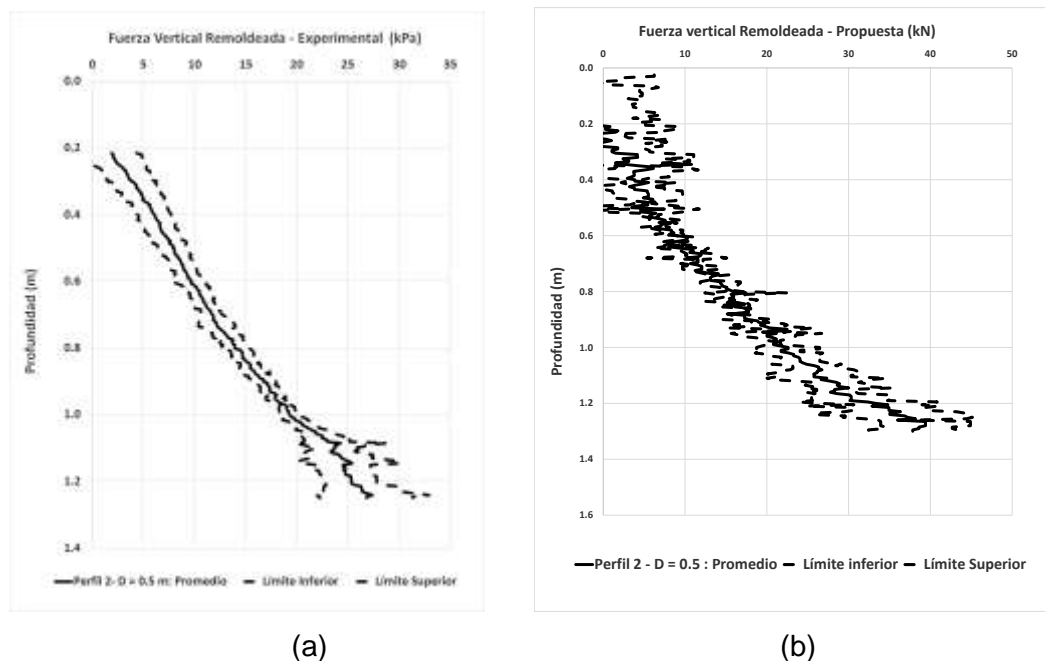 Fuerza Vertical Remoldeada - Experimental (kPa)
0 5 10 15 20 25 30 35
0.0
0.2
0.4
0.6
0.8
1.0
1.2
1.4
Profundidad (m)
Perfil 2- D = 0.5 m: Promedio Límite Inferior Límite Superior
(a)
Fuerza vertical Remoldeada - Propuesta (kN)
0 10 20 30 40 50
0.0
0.2
0.4
0.6
0.8
1.0
1.2
1.4
1.6
Profundidad (m)
Perfil 2 - D = 0.5 : Promedio Límite inferior Límite Superior
(b)